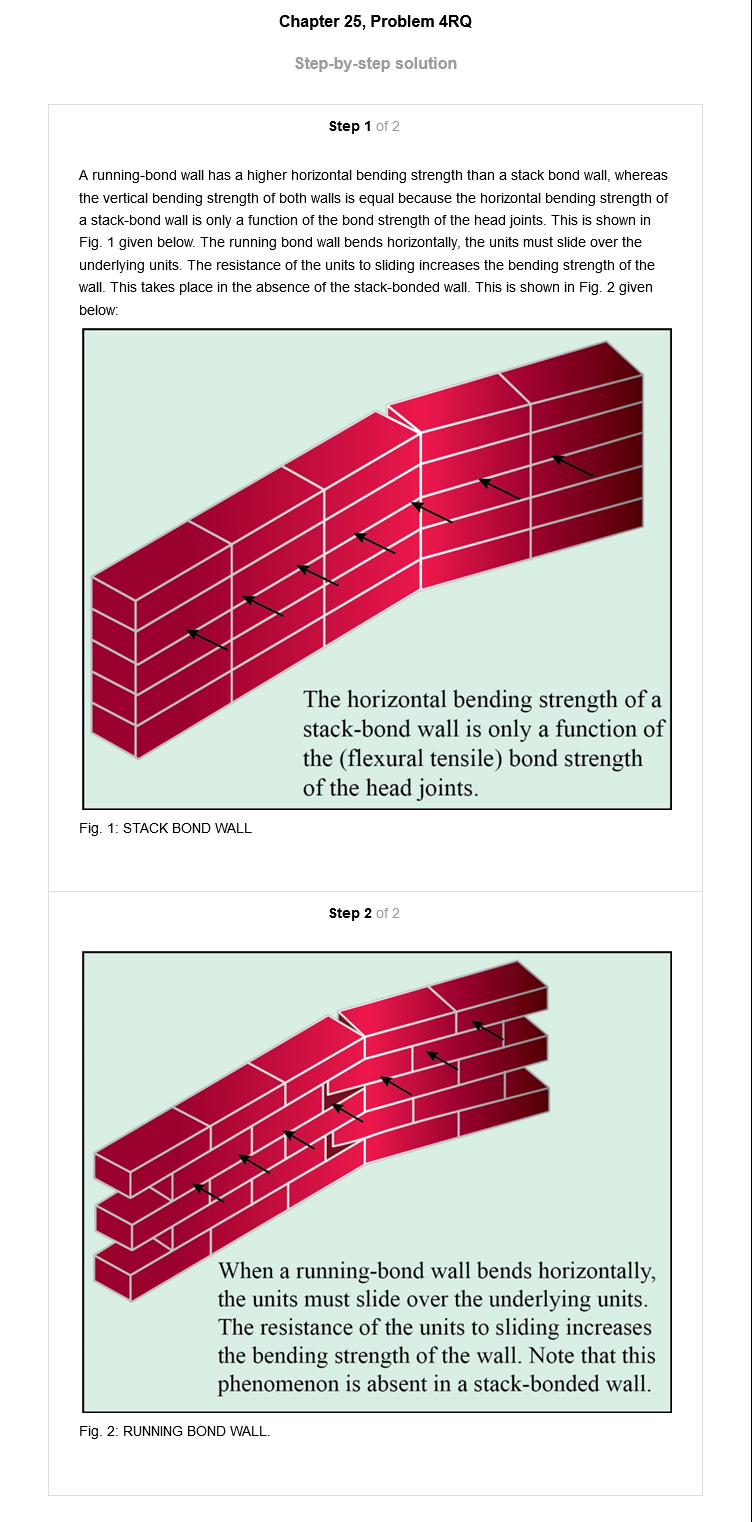 Chapter 25, Problem 4RQ
Step-by-step solution
Step 1 of 2
A running-bond wall has a higher horizontal bending strength than a stack bond wall, whereas
the vertical bending strength of both walls is equal because the horizontal bending strength of
a stack-bond wall is only a function of the bond strength of the head joints. This is shown in
Fig. 1 given below. The running bond wall bends horizontally, the units must slide over the
underlying units. The resistance of the units to sliding increases the bending strength of the
wall. This takes place in the absence of the stack-bonded wall. This is shown in Fig. 2 given
below:
The horizontal bending strength of a
stack-bond wall is only a function of
the (flexural tensile) bond strength
of the head joints.
Fig. 1: STACK BOND WALL
Step 2 of 2
When a running-bond wall bends horizontally,
the units must slide over the underlying units.
The resistance of the units to sliding increases
the bending strength of the wall. Note that this
phenomenon is absent in a stack-bonded wall.
Fig. 2: RUNNING BOND WALL.